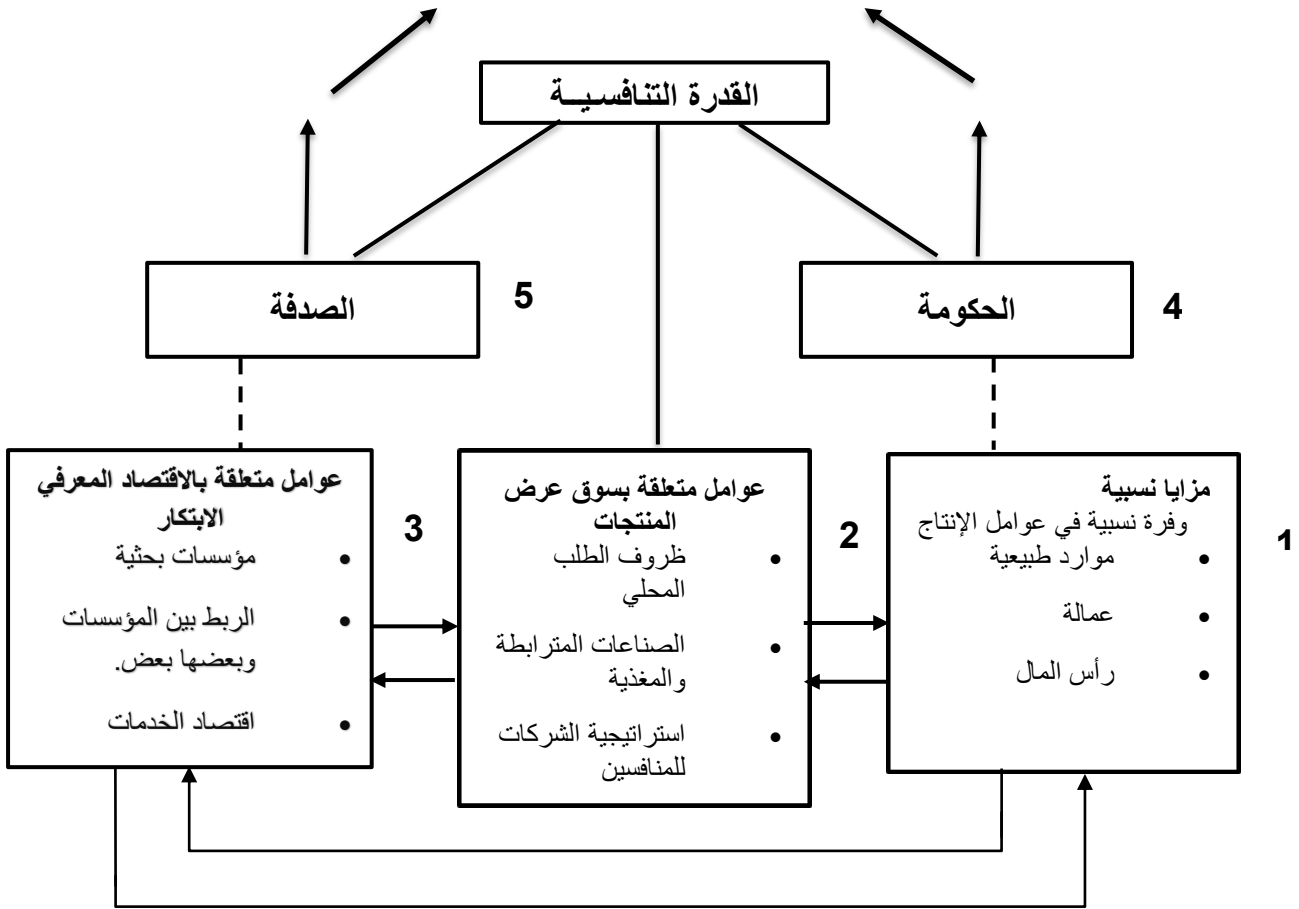 القدرة التنافسيــة
الحكومة
4
الصدفة
5
مزايا نسبية
وفرة نسبية في عوامل الإنتاج
• موارد طبيعية
• عمالة
• رأس المال
1
عوامل متعلقة بسوق عرض
المنتجات
• ظروف الطلب
المحلي
• الصناعات المترابطة
والمغذية
• استراتيجية الشركات
للمنافسين
2
عوامل متعلقة بالاقتصاد المعرفي
الابتكار
• مؤسسات بحثية
• الربط بين المؤسسات
وبعضها بعض.
• اقتصاد الخدمات
3